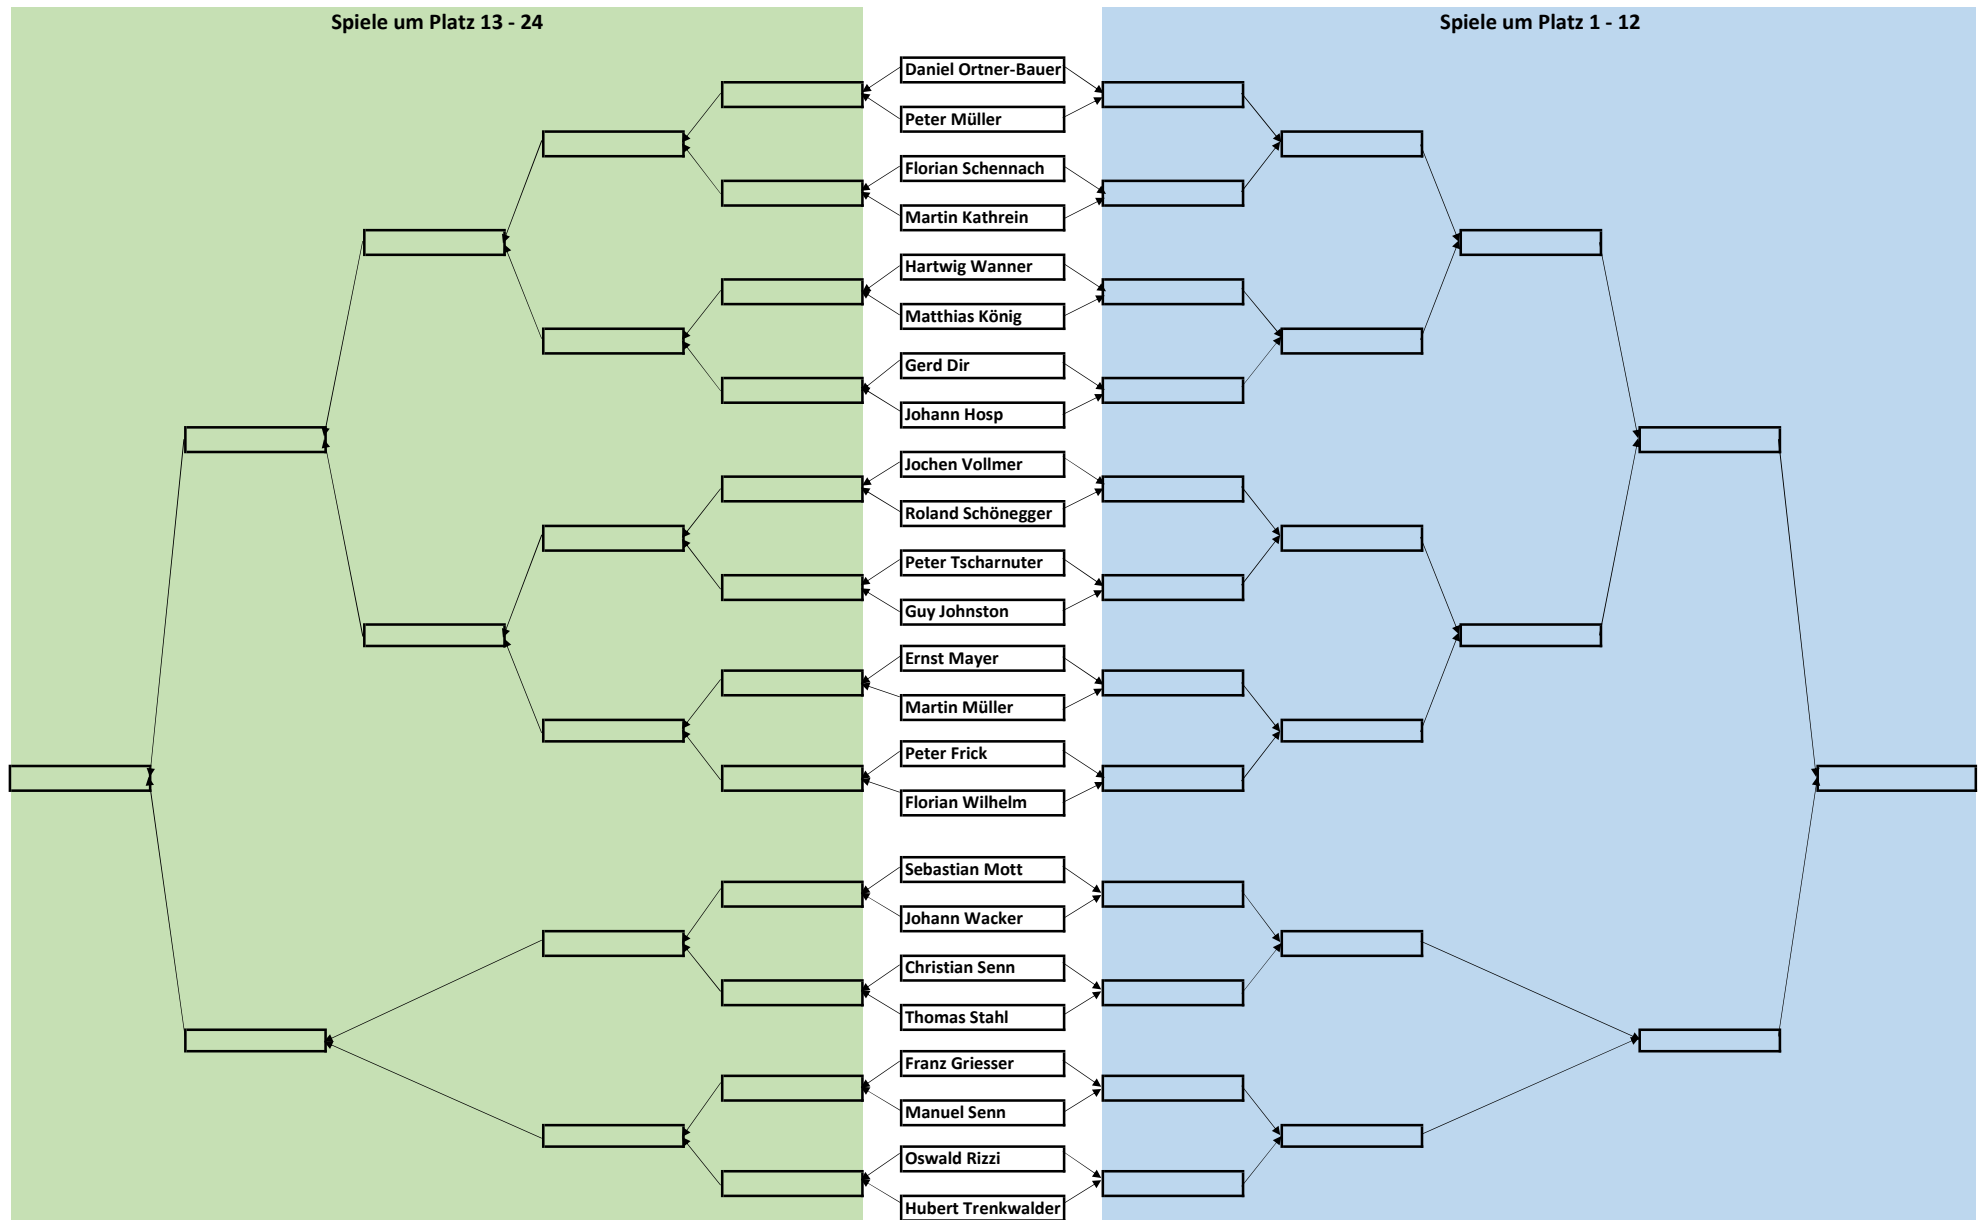 Spiele um Platz 13 - 24
Spiele um Platz 1 - 12
Daniel Ortner-Bauer
Peter Müller
Florian Schennach
Martin Kathrein
Hartwig Wanner
Matthias König
Gerd Dir
Johann Hosp
Jochen Vollmer
Roland Schönegger
Peter Tscharnuter
Guy Johnston
Ernst Mayer
Martin Müller
Peter Frick
Florian Wilhelm
Sebastian Mott
Johann Wacker
Christian Senn
Thomas Stahl
Franz Griesser
Manuel Senn
Oswald Rizzi
Hubert Trenkwalder